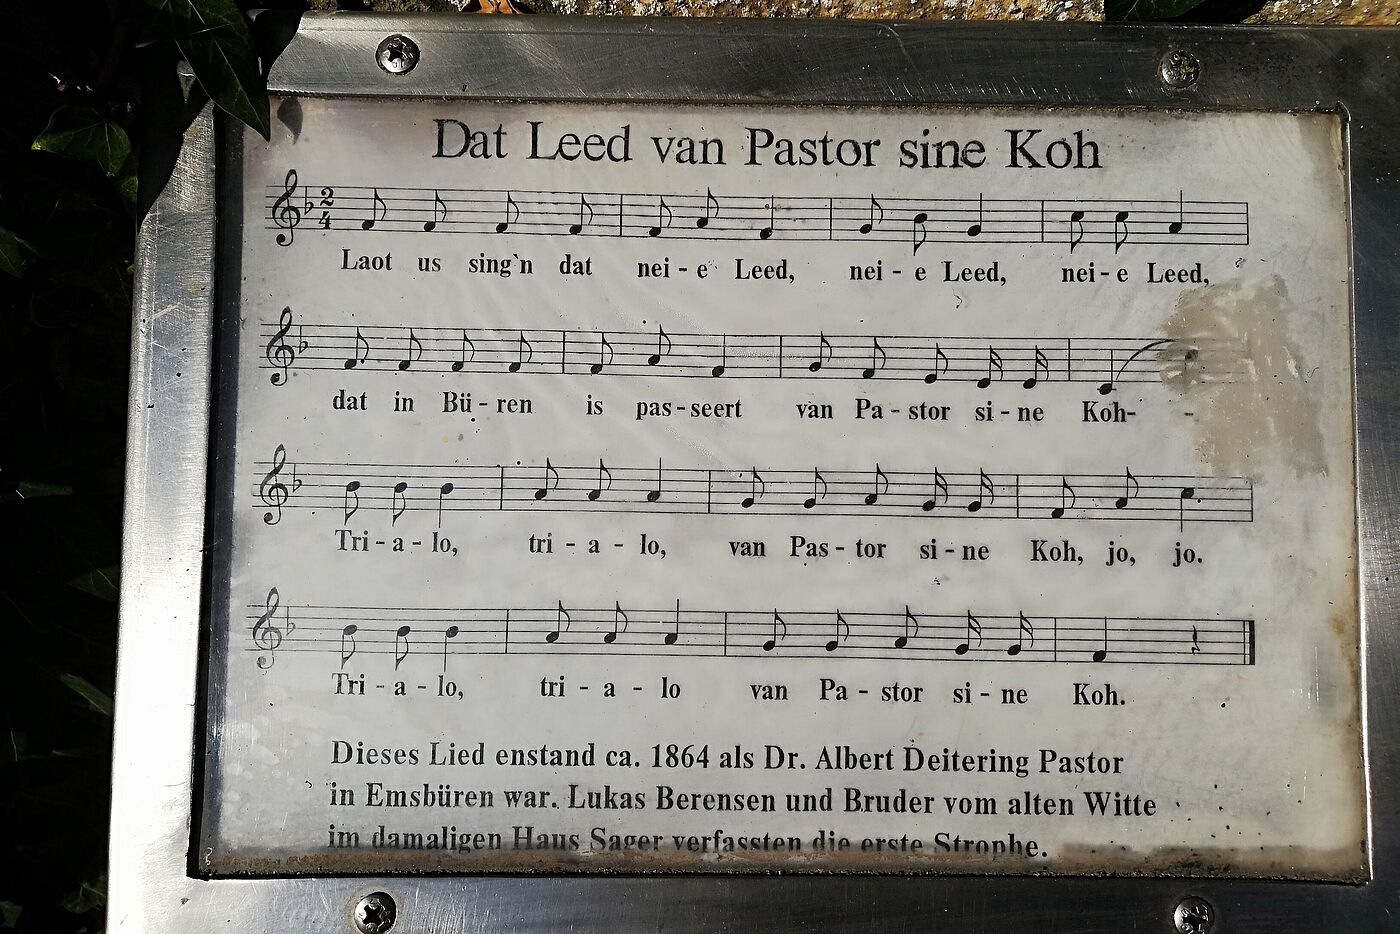 Dat Leed van Pastor sine Koh
2
4
Laot us sing`n dat nei - e Leed, nei - e Leed, nei - e Leed,
dat in Bü - ren is pas - seert van Pa - stor si - ne Koh- -
Tri - a - lo, tri - a - lo, van Pas - tor si - ne Koh, jo, jo.
Tri - a - lo, tri - a - lo van Pa - stor si - ne Koh.
Dieses Lied enstand ca. 1864 als Dr. Albert Deitering Pastor
in Emsbüren war. Lukas Berensen und Bruder vom alten Witte
im damaligen Haus Sager verfassten die erste Strophe.